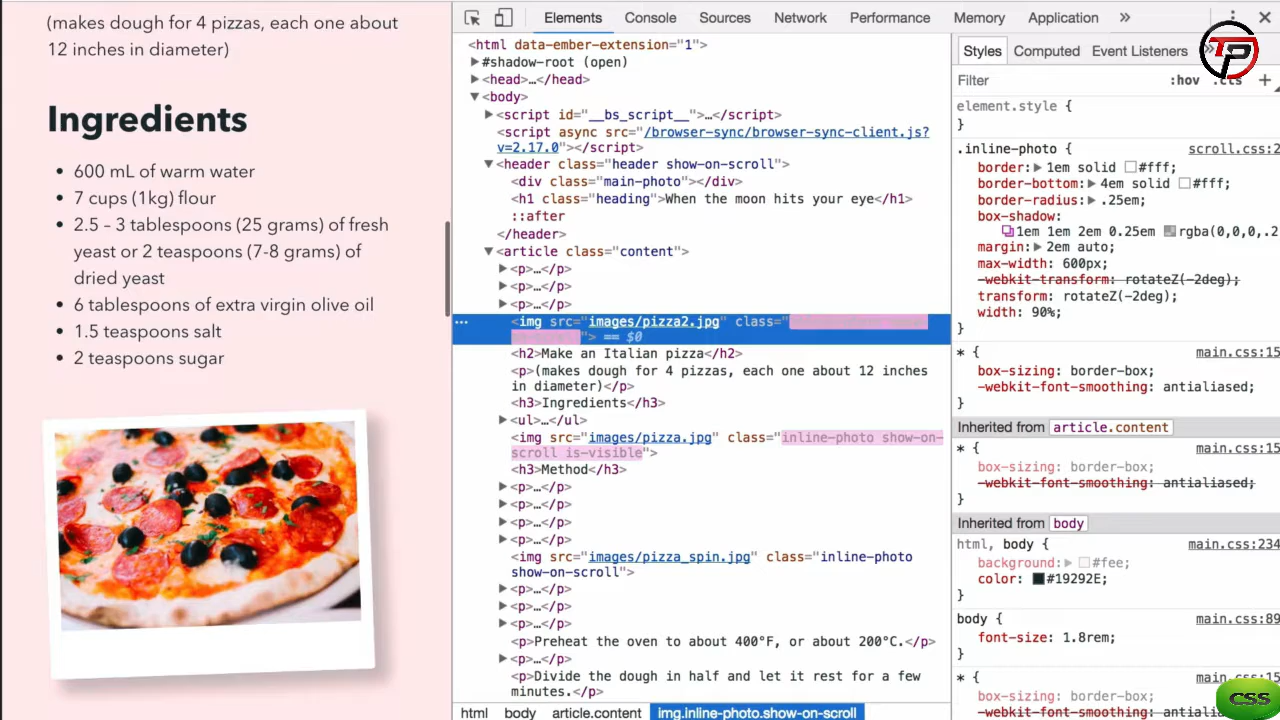 (makes dough for 4 pizzas, each one about
12 inches in diameter)
Ingredients
• 600 mL of warm water
• 7 cups (1kg) flour
• 2.5 – 3 tablespoons (25 grams) of fresh
yeast or 2 teaspoons (7-8 grams) of
dried yeast
• 6 tablespoons of extra virgin olive oil
• 1.5 teaspoons salt
• 2 teaspoons sugar
Elements Console Sources Network Performance Memory Application »
<html data-ember-extension="1">
▶#shadow-root (open)
▶<head>…</head>
▼<body>
▶<script id="__bs_script__">…</script>
<script async src="/browser-sync/browser-sync-client.js?
v=2.17.0"></script>
▼<header class="header show-on-scroll">
<div class="main-photo"></div>
<h1 class="heading">When the moon hits your eye</h1>
::after
</header>
▼<article class="content">
▶<p>…</p>
▶<p>…</p>
▶<p>…</p>
… <img src="images/pizza2.jpg" class="
"> == $0
<h2>Make an Italian pizza</h2>
<p>(makes dough for 4 pizzas, each one about 12 inches
in diameter)</p>
<h3>Ingredients</h3>
▶<ul>…</ul>
<img src="images/pizza.jpg" class="inline-photo show-on-
scroll is-visible">
<h3>Method</h3>
▶<p>…</p>
▶<p>…</p>
▶<p>…</p>
▶<p>…</p>
<img src="images/pizza_spin.jpg" class="inline-photo
show-on-scroll">
▶<p>…</p>
▶<p>…</p>
▶<p>…</p>
<p>Preheat the oven to about 400°F, or about 200°C.</p>
▶<p>…</p>
<p>Divide the dough in half and let it rest for a few
minutes.</p>
html body article.content img.inline-photo.show-on-scroll
Styles Computed Event Listeners »
Filter :hov .cls +
element.style {
}
.inline-photo { scroll.css:2
border:▶1em solid #fff;
border-bottom:▶4em solid #fff;
border-radius:▶.25em;
box-shadow:
1em 1em 2em 0.25em rgba(0,0,0,.2
margin:▶2em auto;
max-width: 600px;
-webkit-transform: rotateZ(-2deg);
transform: rotateZ(-2deg);
width: 90%;
}
* { main.css:15
box-sizing: border-box;
-webkit-font-smoothing: antialiased;
}
Inherited from article.content
* { main.css:15
box-sizing: border-box;
-webkit-font-smoothing: antialiased;
}
Inherited from body
html, body { main.css:234
background:▶ #fee;
color: #19292E;
}
body { main.css:89
font-size: 1.8rem;
}
* { main.css:15
box-sizing: border-box;
-webkit-font-smoothing: antialiased;
TP
CSS